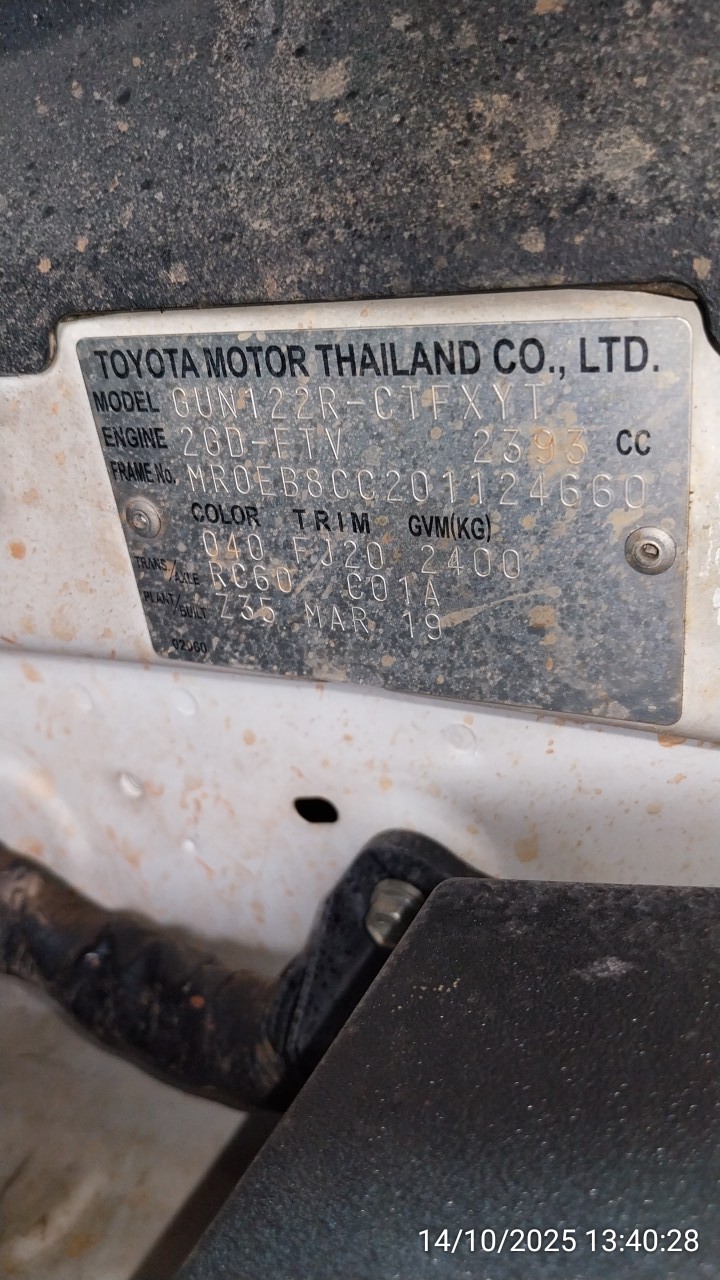 TOYOTA MOTOR THAILAND CO., LTD.
MODEL GUN122R-CTFXYT
ENGINE 2GD-FTV 2393 CC
FRAME No. MR0EB8CC201124660
COLOR TRIM GVM(KG)
040 FJ20 2400
TRANS./AXLE RC60 C01A
PLANT/BUILT Z35 MAR 19
02J60
14/10/2025 13:40:28